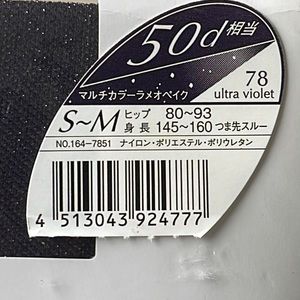 50d相当
マルチカラーラメオペイク
78
ultra violet
S~M ヒップ 80~93
身長 145~160 つま先スルー
NO.164-7851 ナイロン・ポリエステル・ポリウレタン
4 513043 924777